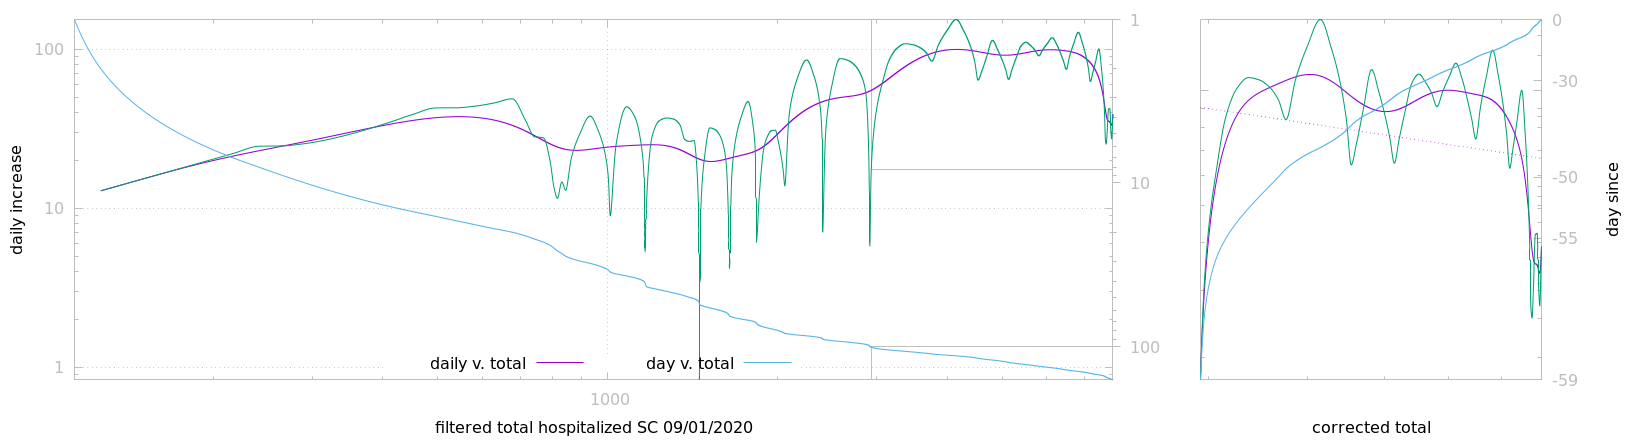 100
10
1
daily increase
daily v. total
day v. total
1000
filtered total hospitalized SC 09/01/2020
1
10
100
0
-30
-50
-55
-59
day since
corrected total